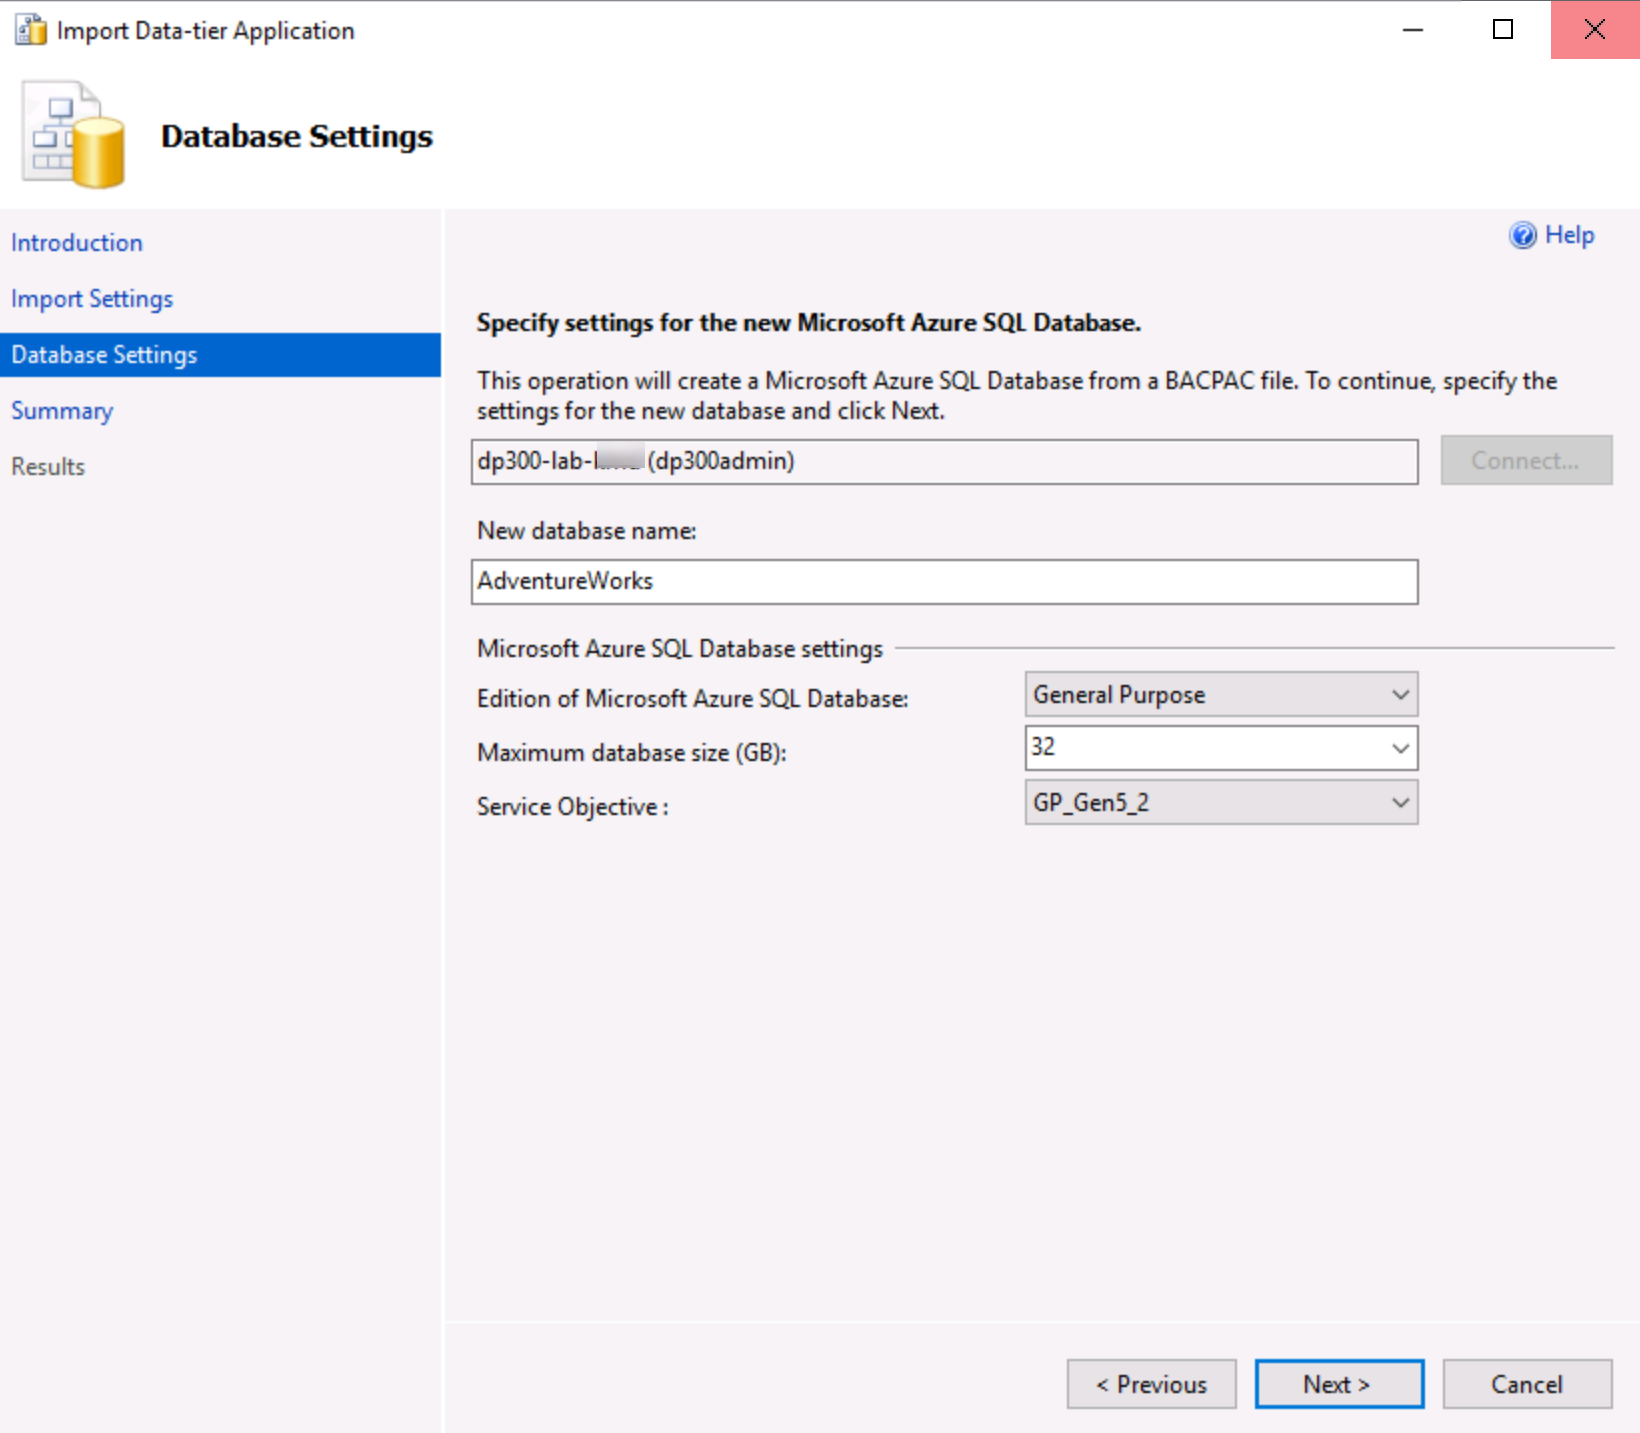 Import Data-tier Application
Database Settings
Introduction
Import Settings
Database Settings
Summary
Results
Help
Specify settings for the new Microsoft Azure SQL Database.
This operation will create a Microsoft Azure SQL Database from a BACPAC file. To continue, specify the
settings for the new database and click Next.
dp300-lab- (dp300admin)
Connect...
New database name:
AdventureWorks
Microsoft Azure SQL Database settings
Edition of Microsoft Azure SQL Database:
General Purpose
Maximum database size (GB):
32
Service Objective :
GP_Gen5_2
< Previous
Next >
Cancel